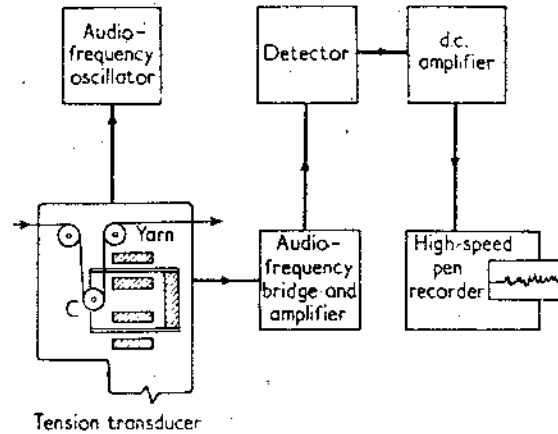 Audio-
frequency
oscillator
Detector
d.c.
amplifier
Yarn
C
Audio-
frequency
bridge and
amplifier
High-speed
pen
recorder
Tension transducer